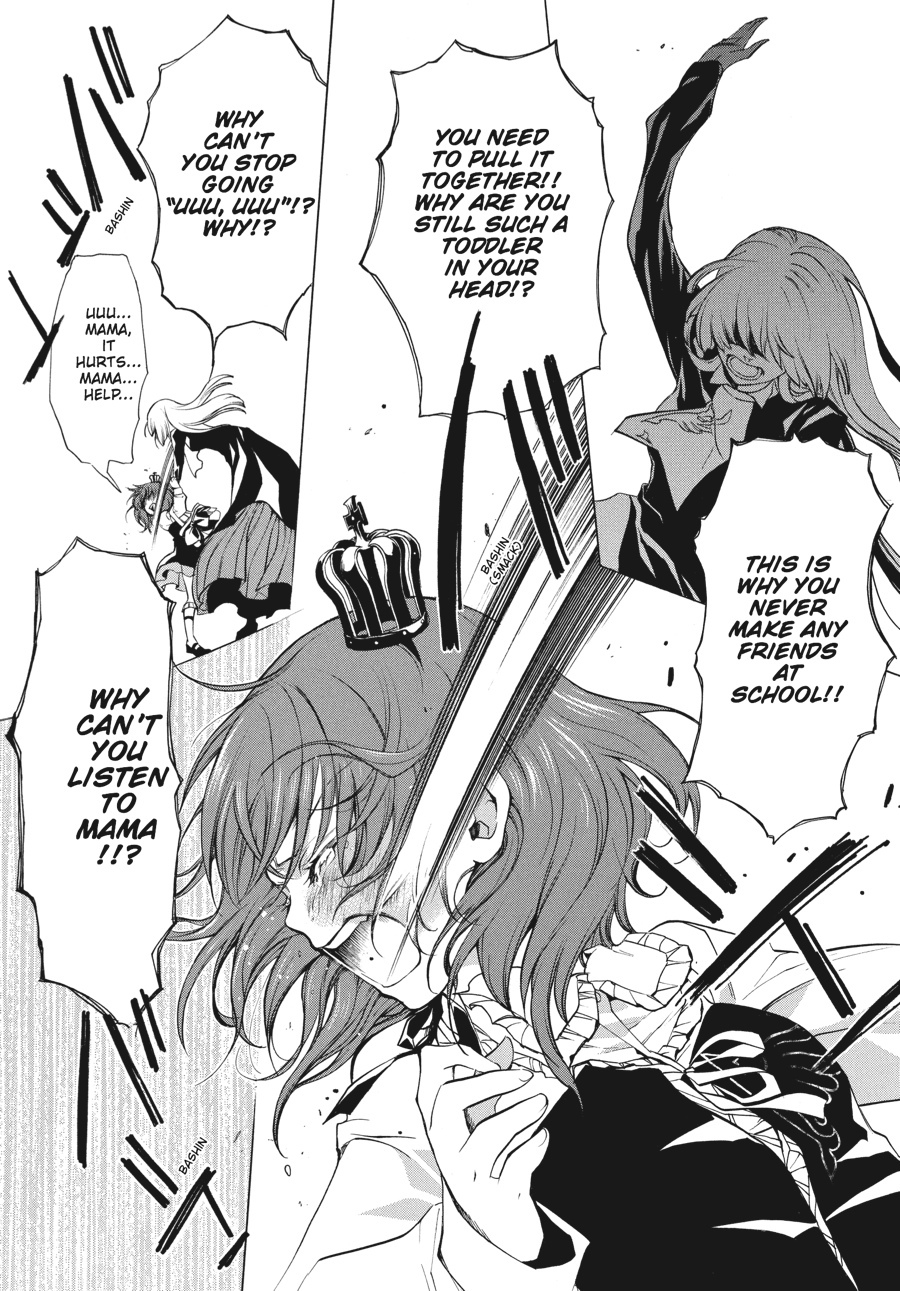 YOU NEED
TO PULL IT
TOGETHER!!
WHY ARE YOU
STILL SUCH A
TODDLER
IN YOUR
HEAD!?
THIS IS
WHY YOU
NEVER
MAKE ANY
FRIENDS
AT
SCHOOL!!
BASHIN
(SMACK)
WHY
CAN'T
YOU STOP
GOING
"UUU, UUU"!?
WHY!?
BASHIN
UUU...
MAMA,
IT
HURTS...
MAMA...
HELP...
WHY
CAN'T
YOU
LISTEN
TO
MAMA
!!?
BASHIN